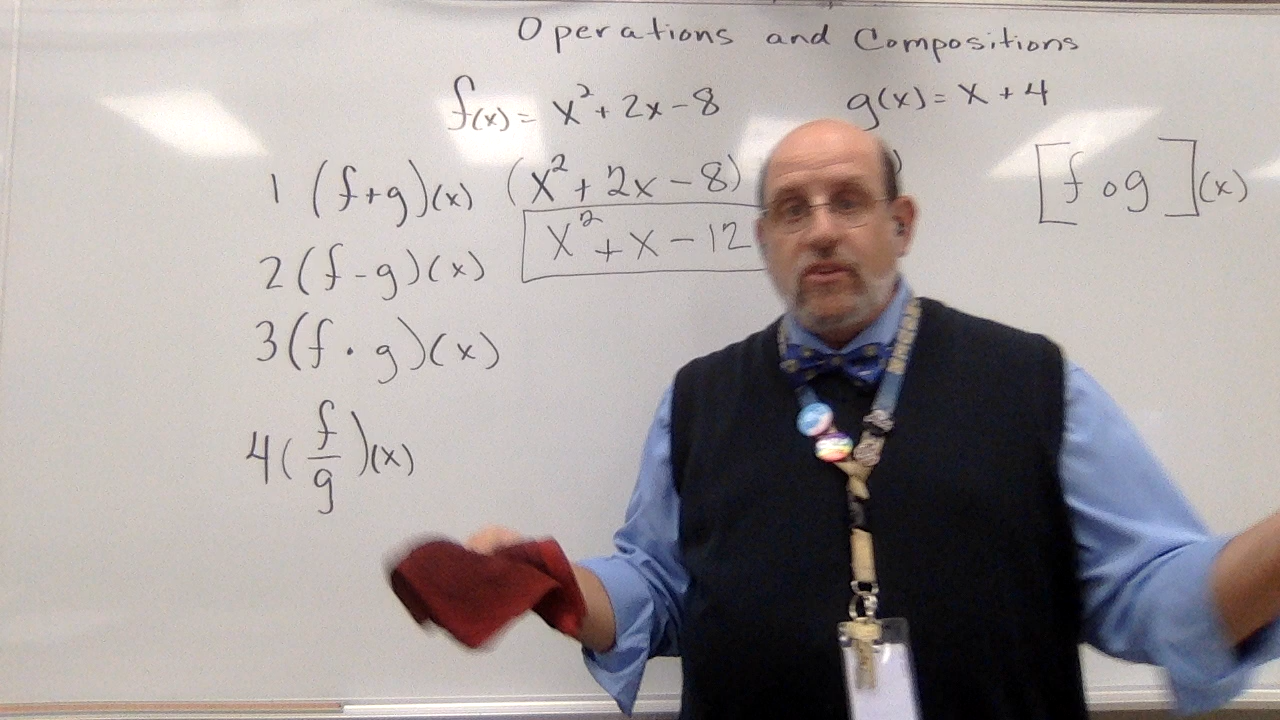 Operations and Compositions
f(x) = x² + 2x - 8 g(x) = x + 4
1 (f+g)(x) (x² + 2x - 8) ) [f o g](x)
x² + x - 12
2 (f - g)(x)
3 (f · g)(x)
4 (f/g)(x)